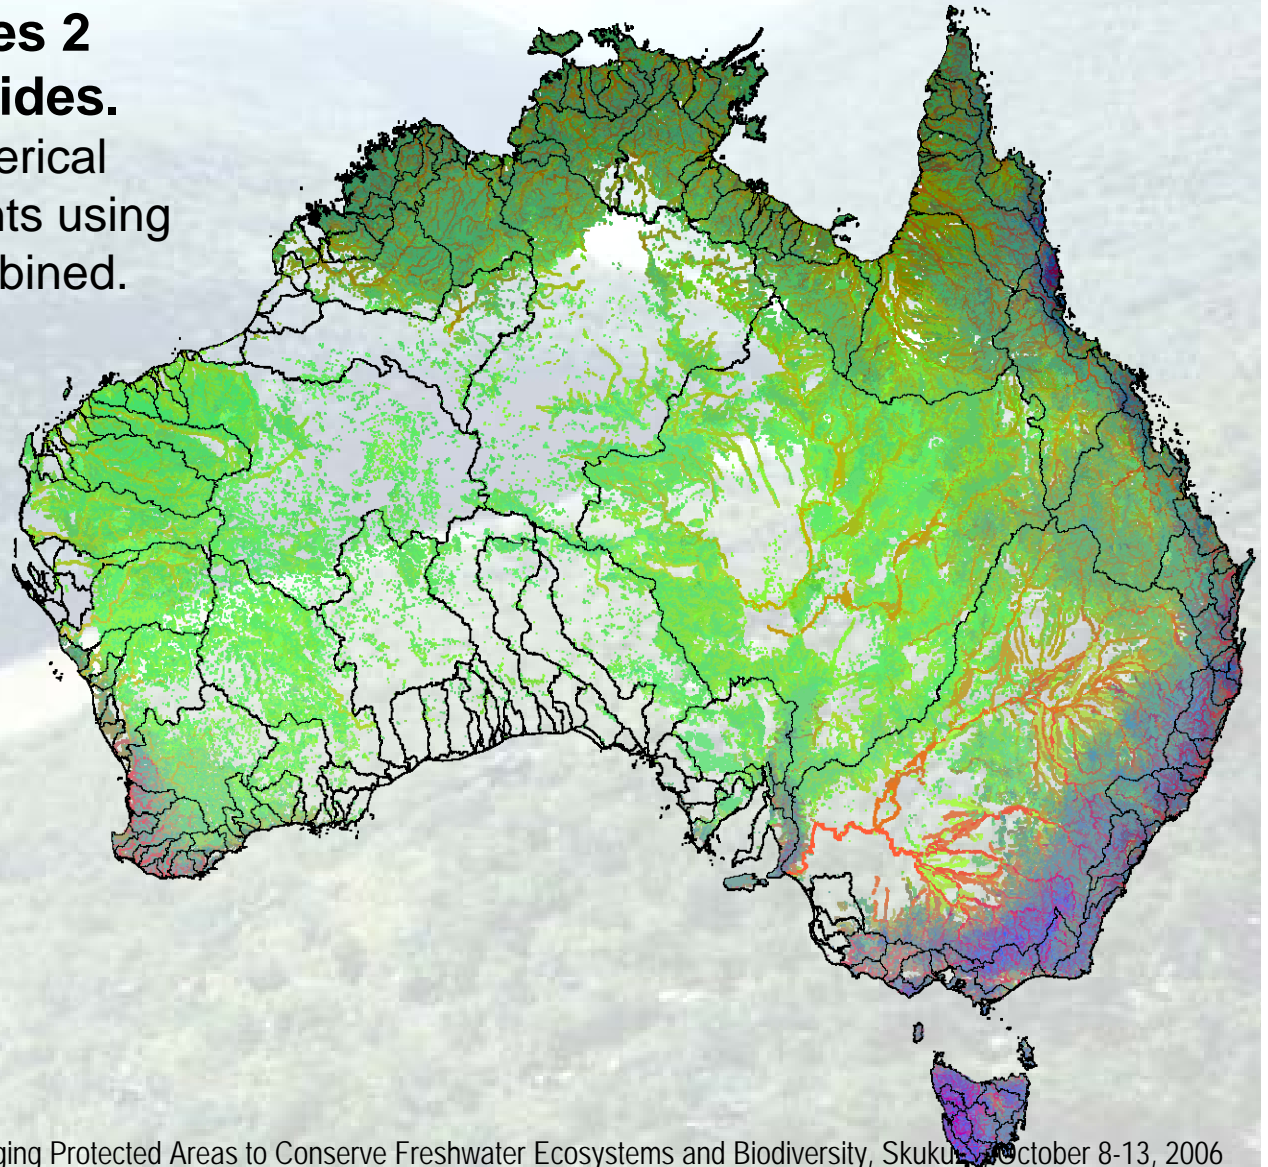 es 2
ides.
erical
nts using
bined.
ging Protected Areas to Conserve Freshwater Ecosystems and Biodiversity, Skuku October 8-13, 2006